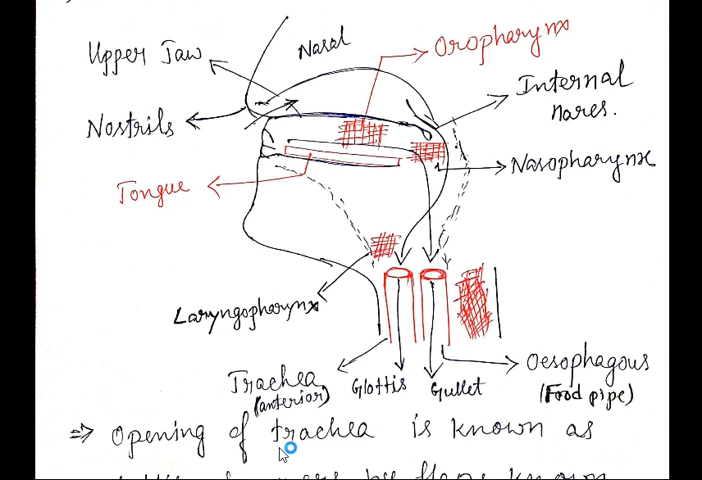 Upper Jaw
Nasal
Oropharynx
Nostrils
Internal
nares.
Tongue
Nasopharynx
Laryngopharynx
Trachea
(anterior)
Glottis
Gullet
Oesophagous
(Food pipe)
⇒ Opening of trachea is known as